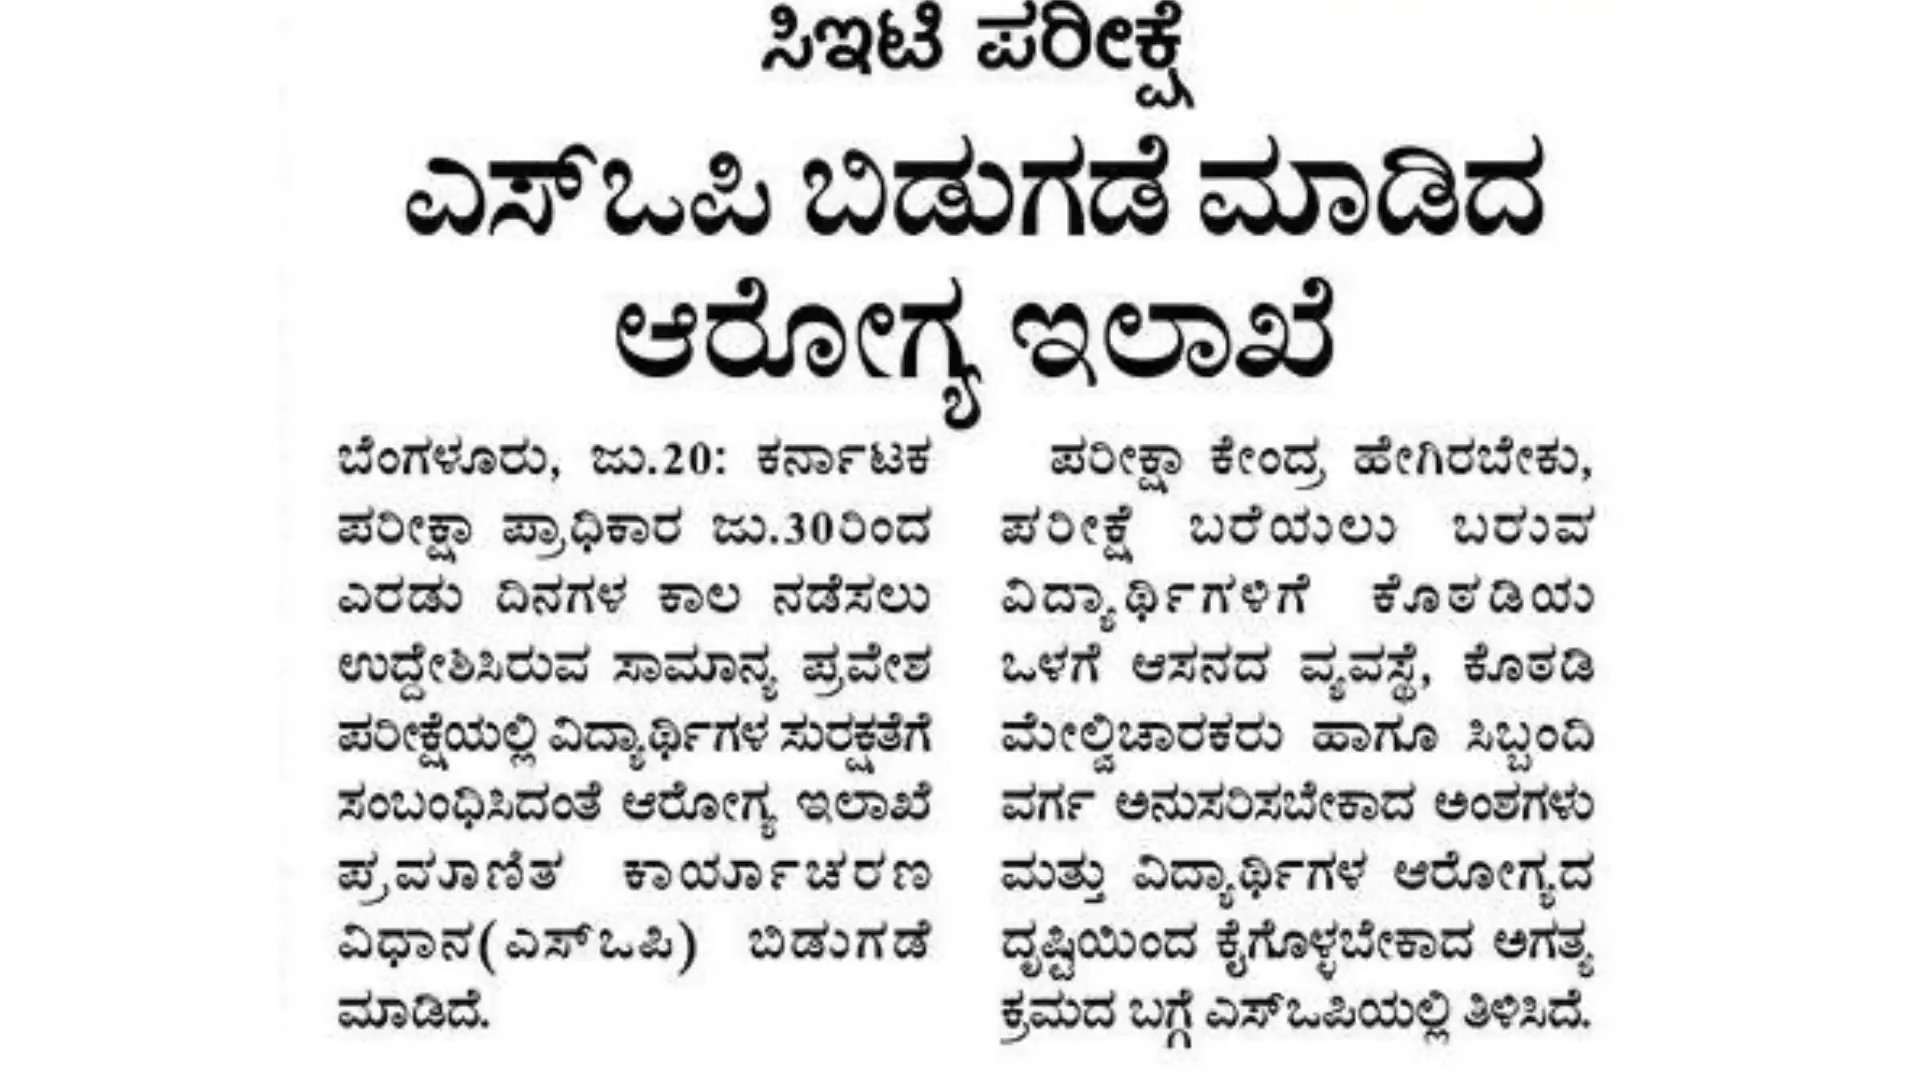 ಸಿಇಟಿ ಪರೀಕ್ಷೆ
ಎಸ್‌ಒಪಿ ಬಿಡುಗಡೆ ಮಾಡಿದ
ಆರೋಗ್ಯ ಇಲಾಖೆ
ಬೆಂಗಳೂರು, ಜು.20: ಕರ್ನಾಟಕ
ಪರೀಕ್ಷಾ ಪ್ರಾಧಿಕಾರ ಜು.30ರಿಂದ
ಎರಡು ದಿನಗಳ ಕಾಲ ನಡೆಸಲು
ಉದ್ದೇಶಿಸಿರುವ ಸಾಮಾನ್ಯ ಪ್ರವೇಶ
ಪರೀಕ್ಷೆಯಲ್ಲಿ ವಿದ್ಯಾರ್ಥಿಗಳ ಸುರಕ್ಷತೆಗೆ
ಸಂಬಂಧಿಸಿದಂತೆ ಆರೋಗ್ಯ ಇಲಾಖೆ
ಪ್ರಮಾಣಿತ ಕಾರ್ಯಾಚರಣ
ವಿಧಾನ(ಎಸ್‌ಒಪಿ) ಬಿಡುಗಡೆ
ಮಾಡಿದೆ.
ಪರೀಕ್ಷಾ ಕೇಂದ್ರ ಹೇಗಿರಬೇಕು,
ಪರೀಕ್ಷೆ ಬರೆಯಲು ಬರುವ
ವಿದ್ಯಾರ್ಥಿಗಳಿಗೆ ಕೊಠಡಿಯ
ಒಳಗೆ ಆಸನದ ವ್ಯವಸ್ಥೆ, ಕೊಠಡಿ
ಮೇಲ್ವಿಚಾರಕರು ಹಾಗೂ ಸಿಬ್ಬಂದಿ
ವರ್ಗ ಅನುಸರಿಸಬೇಕಾದ ಅಂಶಗಳು
ಮತ್ತು ವಿದ್ಯಾರ್ಥಿಗಳ ಆರೋಗ್ಯದ
ದೃಷ್ಟಿಯಿಂದ ಕೈಗೊಳ್ಳಬೇಕಾದ ಅಗತ್ಯ
ಕ್ರಮದ ಬಗ್ಗೆ ಎಸ್‌ಒಪಿಯಲ್ಲಿ ತಿಳಿಸಿದೆ.